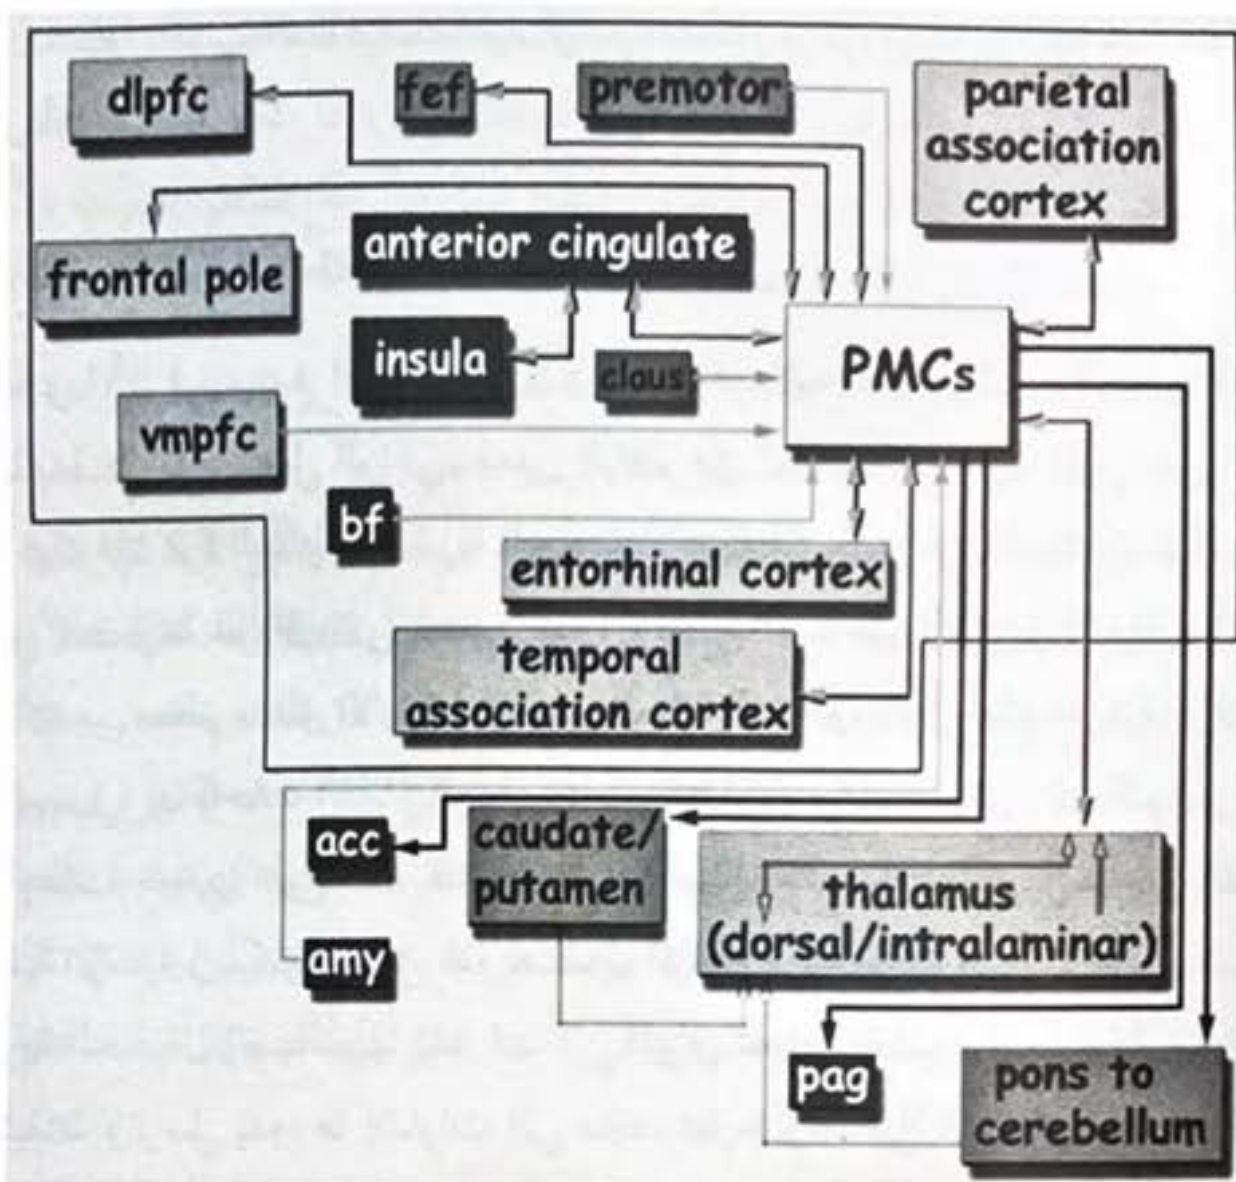 dlpfc
fef
premotor
parietal
association
cortex
frontal pole
anterior cingulate
insula
claus
PMCs
vmpfc
bf
entorhinal cortex
temporal
association cortex
acc
caudate/
putamen
thalamus
(dorsal/intralaminar)
amy
pag
pons to
cerebellum